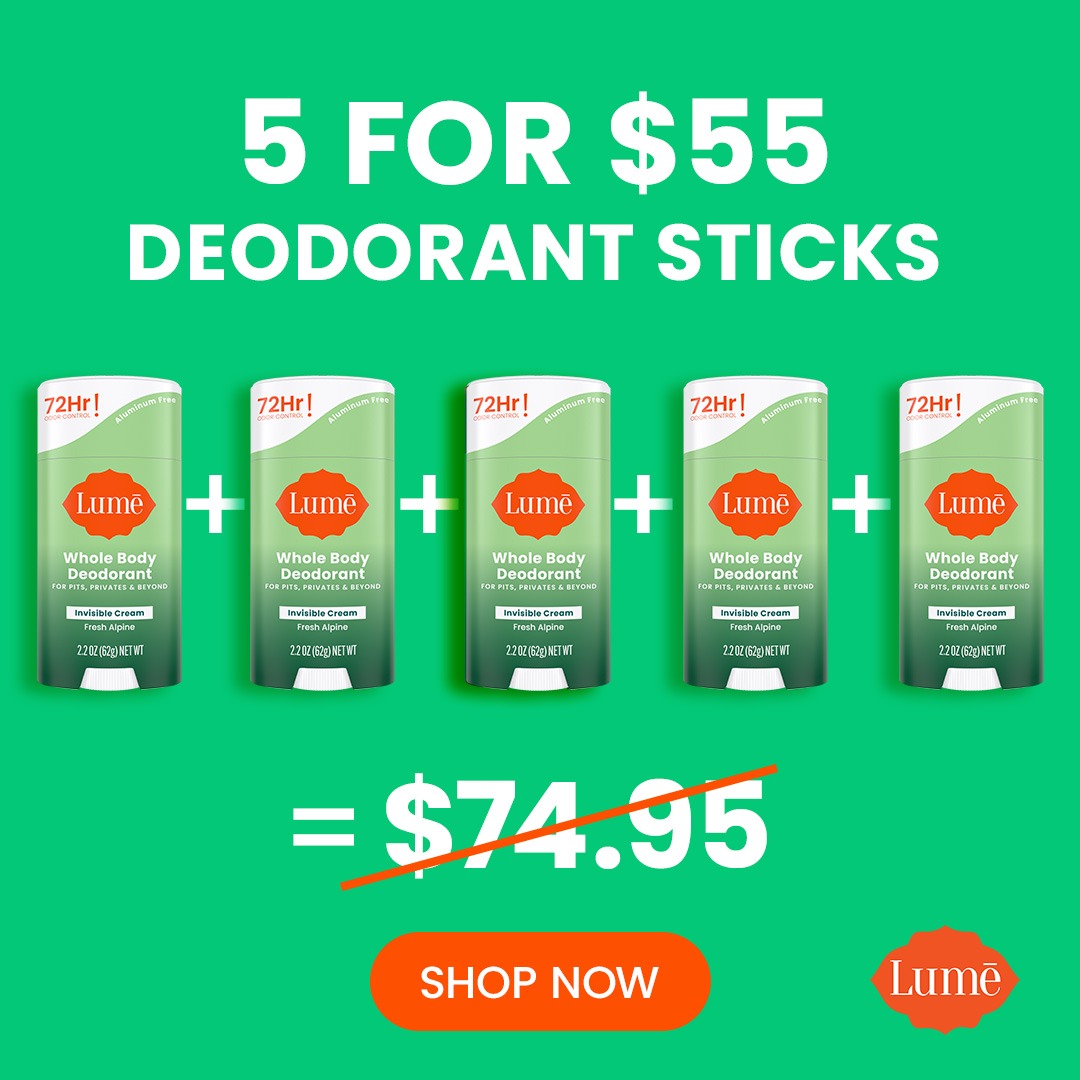 5 FOR $55
DEODORANT STICKS
72Hr!
ODOR CONTROL
Aluminum Free
Lumē
Whole Body
Deodorant
FOR PITS, PRIVATES & BEYOND
Invisible Cream
Fresh Alpine
2.2 OZ (62g) NET WT
+
72Hr!
ODOR CONTROL
Aluminum Free
Lumē
Whole Body
Deodorant
FOR PITS, PRIVATES & BEYOND
Invisible Cream
Fresh Alpine
2.2 OZ (62g) NET WT
+
72Hr!
ODOR CONTROL
Aluminum Free
Lumē
Whole Body
Deodorant
FOR PITS, PRIVATES & BEYOND
Invisible Cream
Fresh Alpine
2.2 OZ (62g) NET WT
+
72Hr!
ODOR CONTROL
Aluminum Free
Lumē
Whole Body
Deodorant
FOR PITS, PRIVATES & BEYOND
Invisible Cream
Fresh Alpine
2.2 OZ (62g) NET WT
+
72Hr!
ODOR CONTROL
Aluminum Free
Lumē
Whole Body
Deodorant
FOR PITS, PRIVATES & BEYOND
Invisible Cream
Fresh Alpine
2.2 OZ (62g) NET WT
= $74.95
SHOP NOW
Lumē